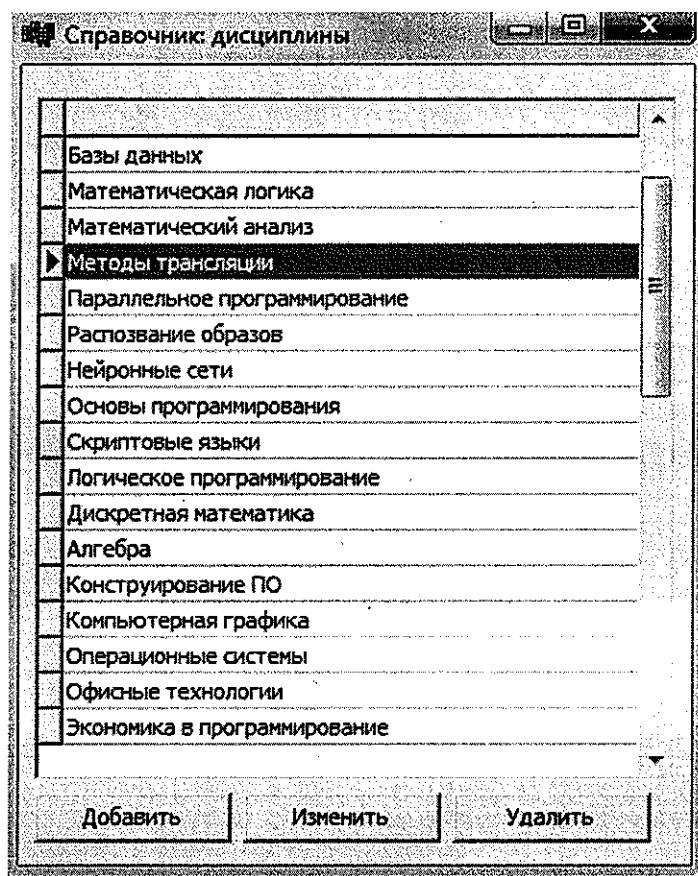 Справочник: дисциплины
Базы данных
Математическая логика
Математический анализ
Методы трансляции
Параллельное программирование
Распозвание образов
Нейронные сети
Основы программирования
Скриптовые языки
Логическое программирование
Дискретная математика
Алгебра
Конструирование ПО
Компьютерная графика
Операционные системы
Офисные технологии
Экономика в программирование
Добавить Изменить Удалить